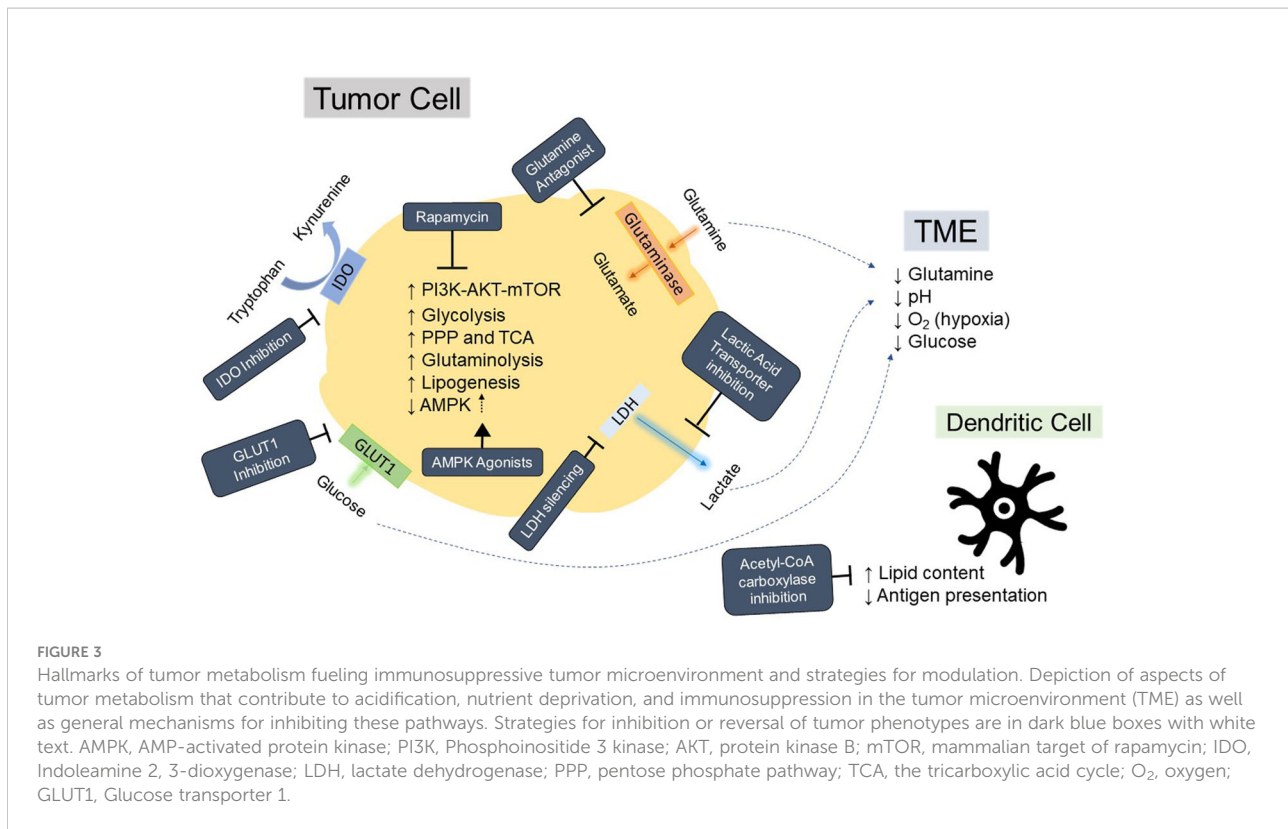 Tumor Cell
Glutamine
Antagonist
Kynurenine
Tryptophan
IDO
IDO Inhibition
Rapamycin
↑ PI3K-AKT-mTOR
↑ Glycolysis
↑ PPP and TCA
↑ Glutaminolysis
↑ Lipogenesis
↓ AMPK
AMPK Agonists
Glutamine
Glutaminase
Glutamate
TME
↓ Glutamine
↓ pH
↓ O₂ (hypoxia)
↓ Glucose
Lactic Acid
Transporter
inhibition
LDH
LDH silencing
Lactate
GLUT1
Inhibition
GLUT1
Glucose
Dendritic Cell
Acetyl-CoA
carboxylase
inhibition
↑ Lipid content
↓ Antigen presentation
FIGURE 3
Hallmarks of tumor metabolism fueling immunosuppressive tumor microenvironment and strategies for modulation. Depiction of aspects of
tumor metabolism that contribute to acidification, nutrient deprivation, and immunosuppression in the tumor microenvironment (TME) as well
as general mechanisms for inhibiting these pathways. Strategies for inhibition or reversal of tumor phenotypes are in dark blue boxes with white
text. AMPK, AMP-activated protein kinase; PI3K, Phosphoinositide 3 kinase; AKT, protein kinase B; mTOR, mammalian target of rapamycin; IDO,
Indoleamine 2, 3-dioxygenase; LDH, lactate dehydrogenase; PPP, pentose phosphate pathway; TCA, the tricarboxylic acid cycle; O₂, oxygen;
GLUT1, Glucose transporter 1.